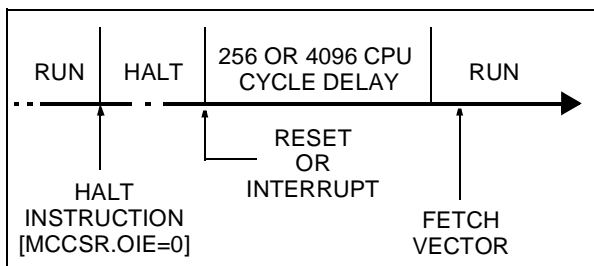 RUN
HALT
256 OR 4096 CPU
CYCLE DELAY
RUN
RESET
OR
INTERRUPT
HALT
INSTRUCTION
[MCCSR.OIE=0]
FETCH
VECTOR